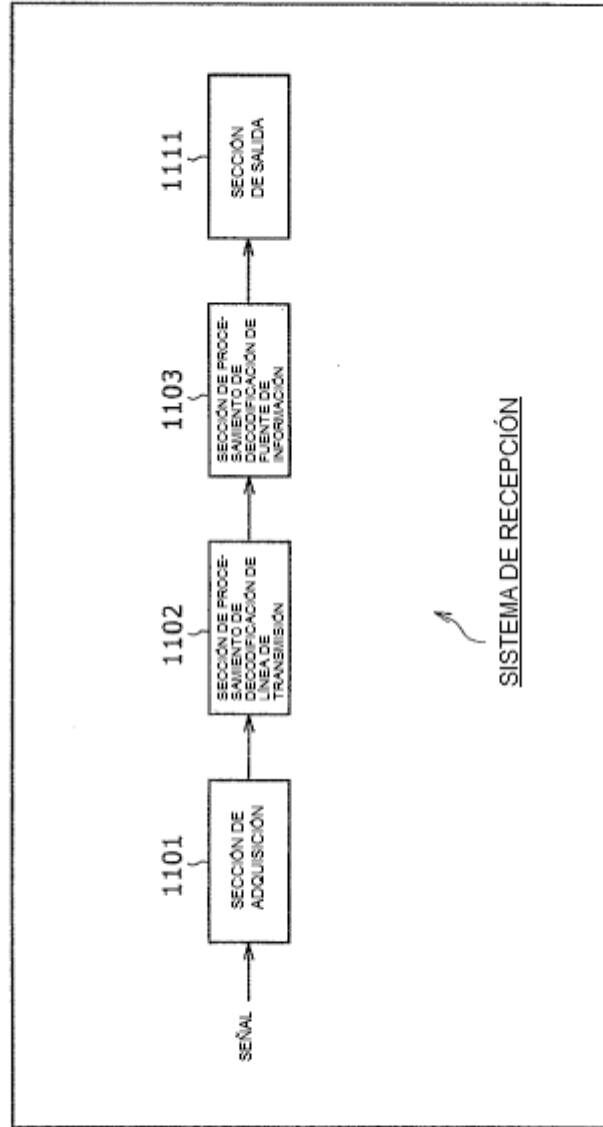 1101
1102
1103
1111
SEÑAL
SECCIÓN DE
ADQUISICIÓN
SECCIÓN DE PROCE-
SAMIENTO DE
DECODIFICACIÓN DE
LÍNEA DE
TRANSMISIÓN
SECCIÓN DE PROCE-
SAMIENTO DE
DECODIFICACIÓN DE
FUENTE DE
INFORMACIÓN
SECCIÓN
DE SALIDA
SISTEMA DE RECEPCIÓN